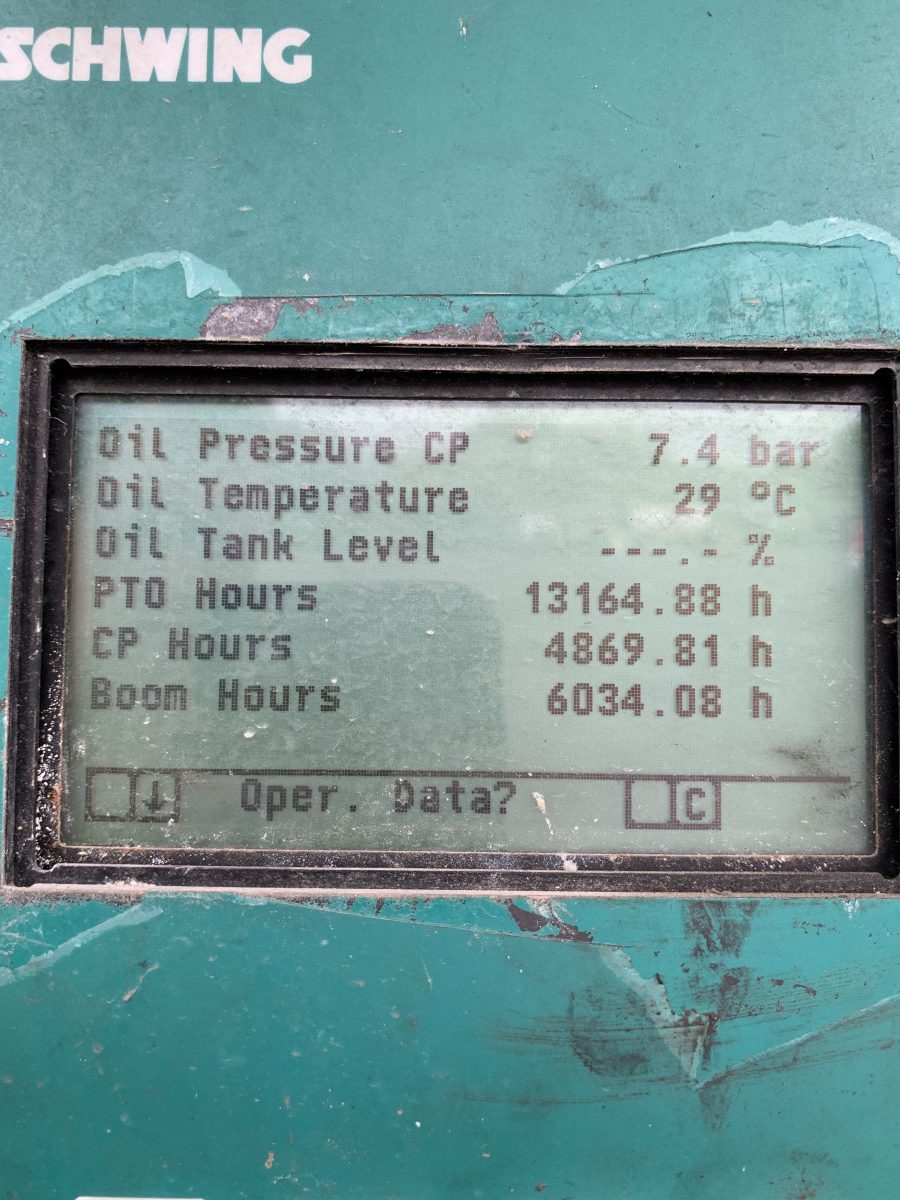 SCHWING
Oil Pressure CP 7.4 bar
Oil Temperature 29 °C
Oil Tank Level ---.- %
PTO Hours 13164.88 h
CP Hours 4869.81 h
Boom Hours 6034.08 h
↓ Oper. Data? C